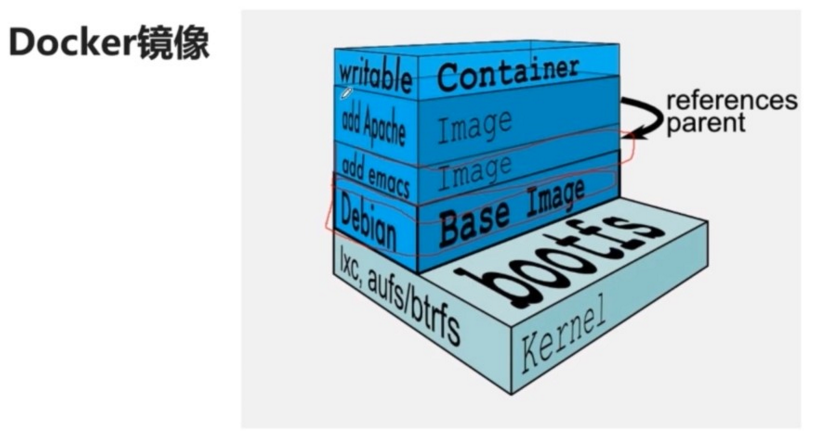 Docker镜像
writable Container
add Apache Image
references
parent
add emacs Image
Debian Base Image
bootfs
lxc, aufs/btrfs
Kernel